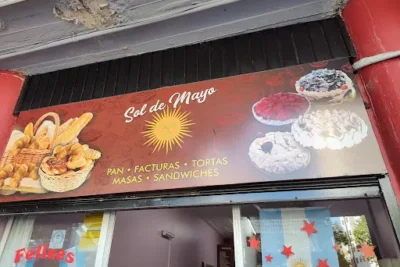 Sol de Mayo
PAN • FACTURAS • TORTAS
MASAS • SANDWICHES
Felices